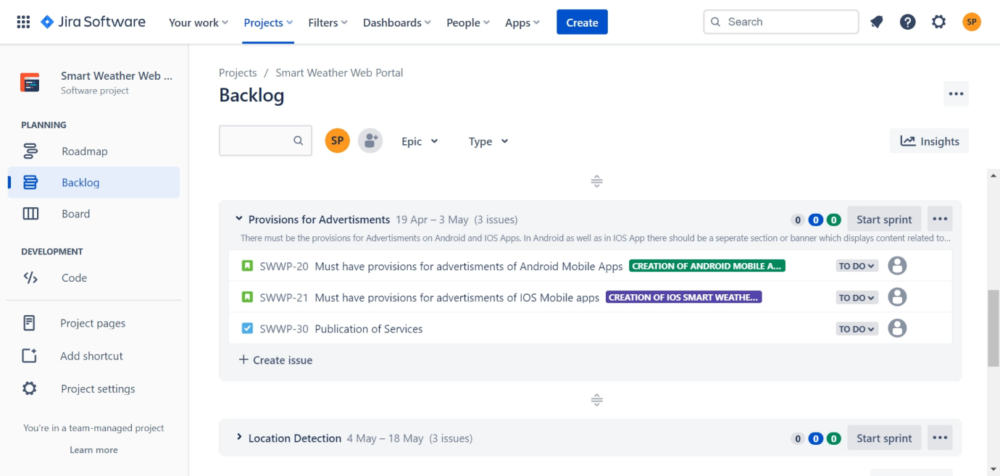 Jira Software
Your work
Projects
Filters
Dashboards
People
Apps
Create
Search
SP
Smart Weather Web ...
Software project
PLANNING
Roadmap
Backlog
Board
DEVELOPMENT
Code
Project pages
Add shortcut
Project settings
You're in a team-managed project
Learn more
Projects / Smart Weather Web Portal
Backlog
SP
Epic
Type
Insights
Provisions for Advertisments 19 Apr – 3 May (3 issues) 0 0 0 Start sprint
There must be the provisions for Advertisments on Android and IOS Apps. In Android as well as in IOS App there should be a seperate section or banner which displays content related to...
SWWP-20 Must have provisions for advertisments of Android Mobile Apps CREATION OF ANDROID MOBILE A... TO DO
SWWP-21 Must have provisions for advertisments of IOS Mobile apps CREATION OF IOS SMART WEATHE... TO DO
SWWP-30 Publication of Services TO DO
+ Create issue
Location Detection 4 May – 18 May (3 issues) 0 0 0 Start sprint